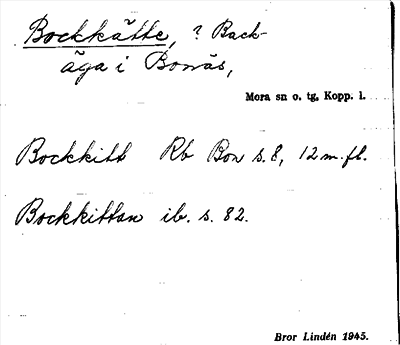 Bockkätte, ? Back-
äga i Bonäs,
Mora sn o. tg, Kopp. l.
Bockkitt Rb Bon s. 8, 12 m. fl.
Bockkittan ib. s. 82.
Bror Lindén 1945.